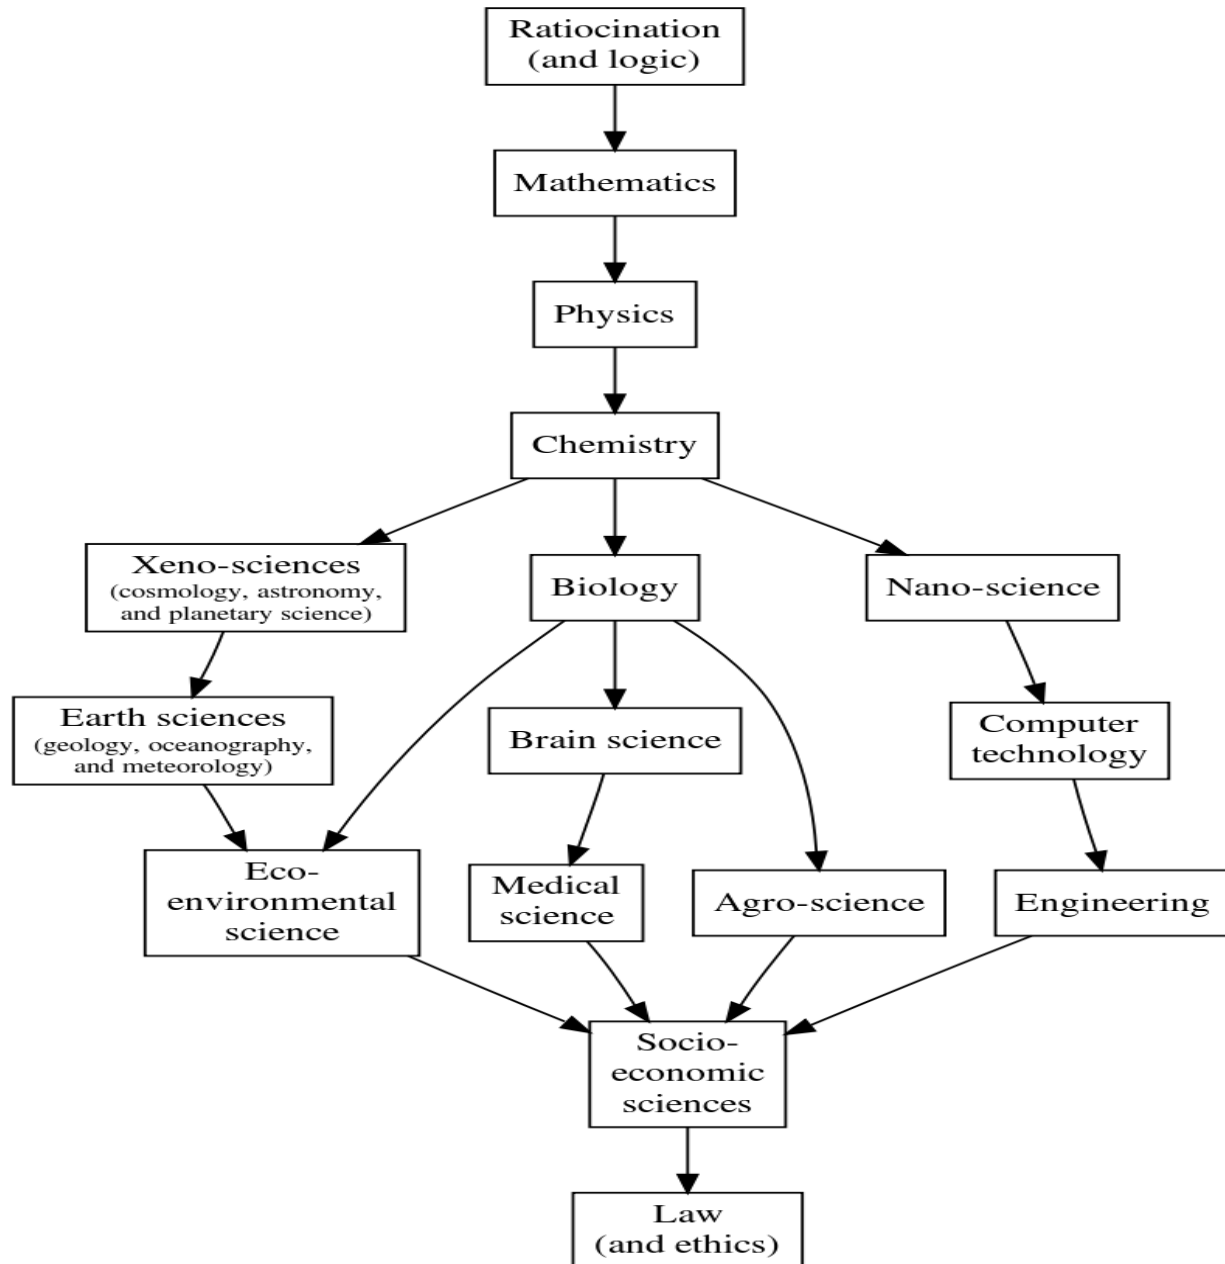 Ratiocination
(and logic)
Mathematics
Physics
Chemistry
Xeno-sciences
(cosmology, astronomy,
and planetary science)
Biology
Nano-science
Earth sciences
(geology, oceanography,
and meteorology)
Brain science
Computer
technology
Eco-
environmental
science
Medical
science
Agro-science
Engineering
Socio-
economic
sciences
Law
(and ethics)